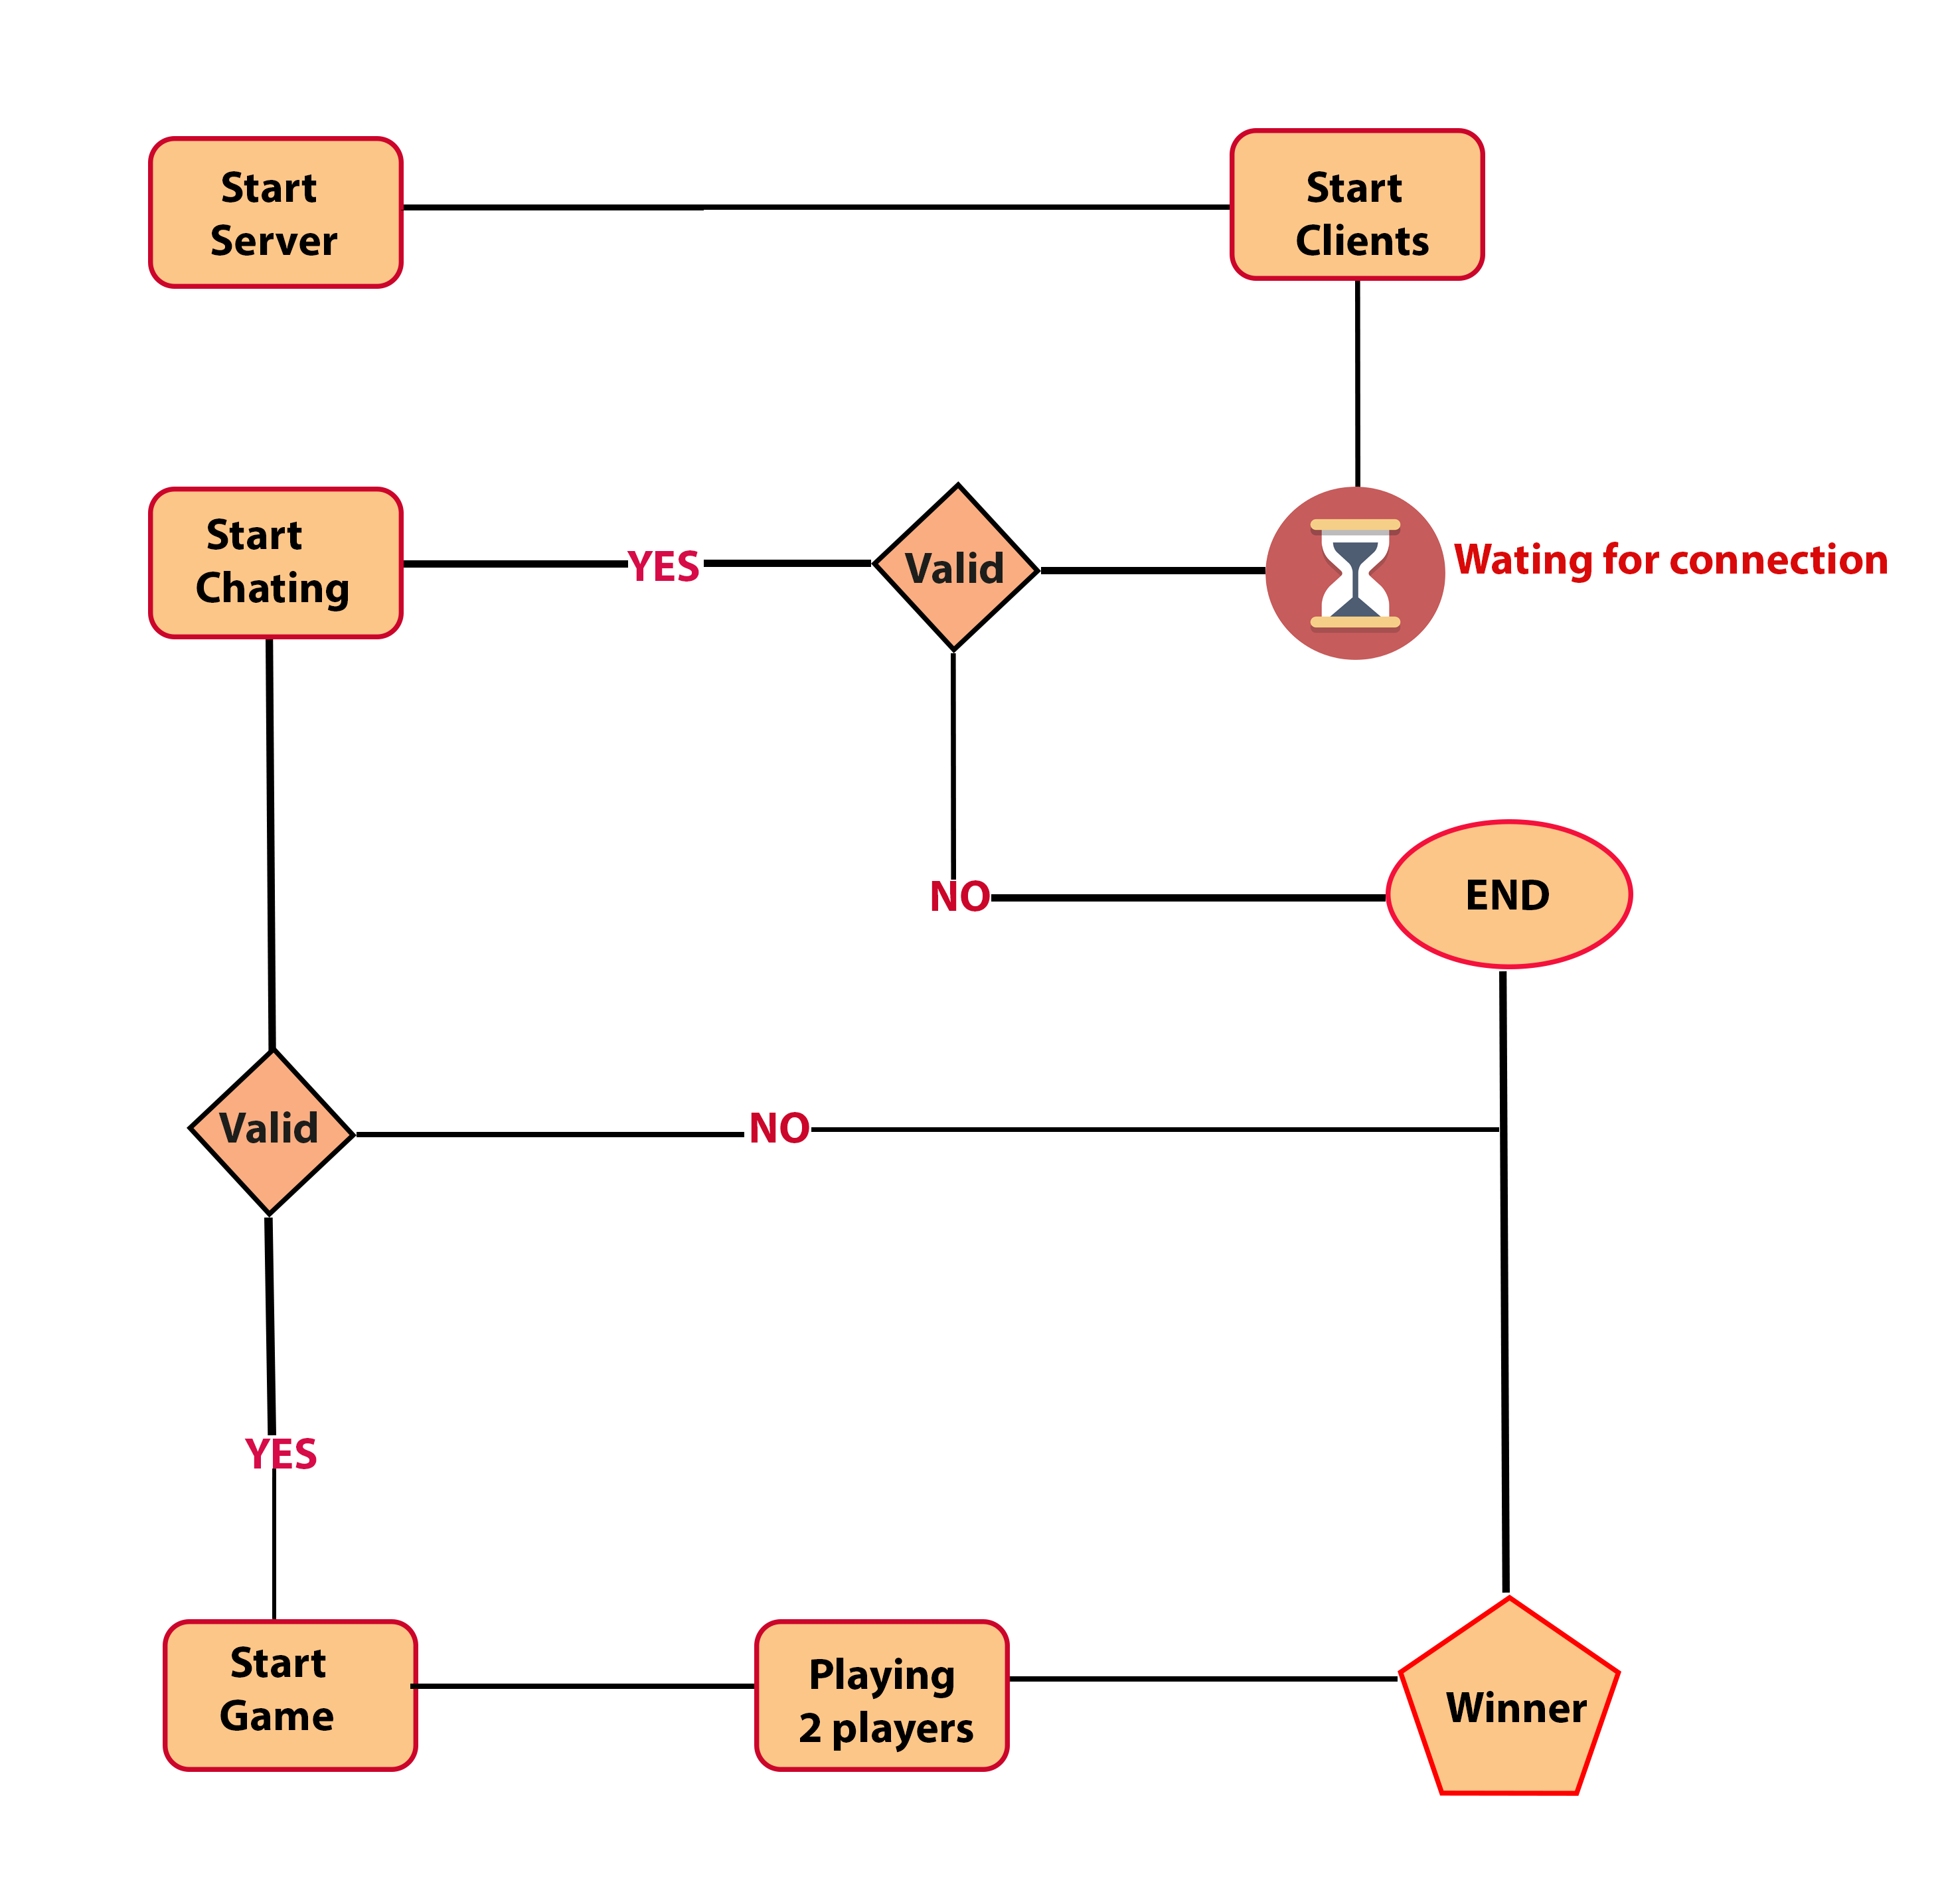 Start
Server
Start
Clients
Start
Chating
YES
Valid
Wating for connection
NO
END
Valid
NO
YES
Start
Game
Playing
2 players
Winner